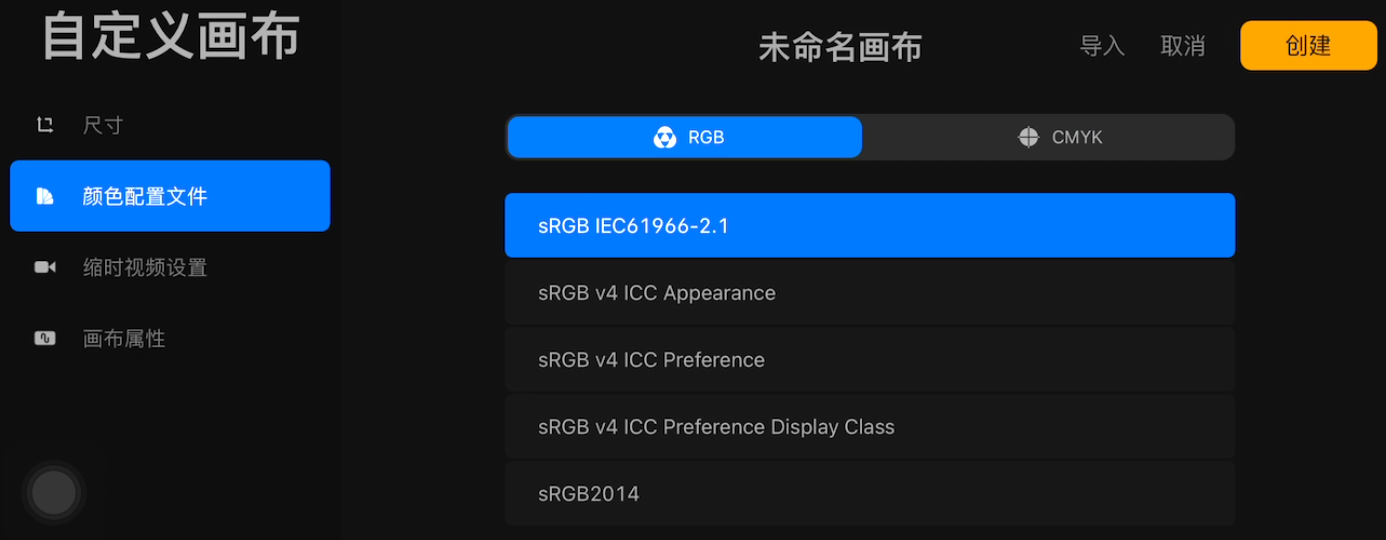 自定义画布
未命名画布
导入
取消
创建
尺寸
颜色配置文件
缩时视频设置
画布属性
RGB
CMYK
sRGB IEC61966-2.1
sRGB v4 ICC Appearance
sRGB v4 ICC Preference
sRGB v4 ICC Preference Display Class
sRGB2014